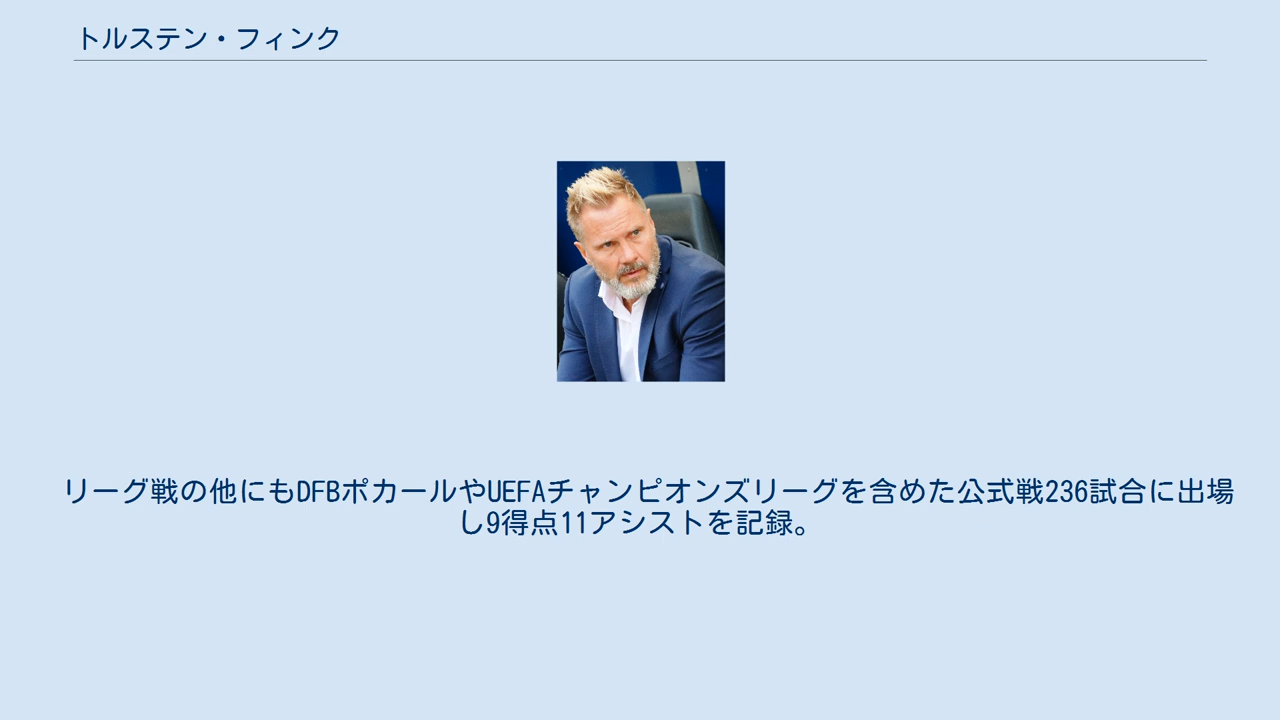 トルステン・フィンク
リーグ戦の他にもDFBポカールやUEFAチャンピオンズリーグを含めた公式戦236試合に出場
し9得点11アシストを記録。